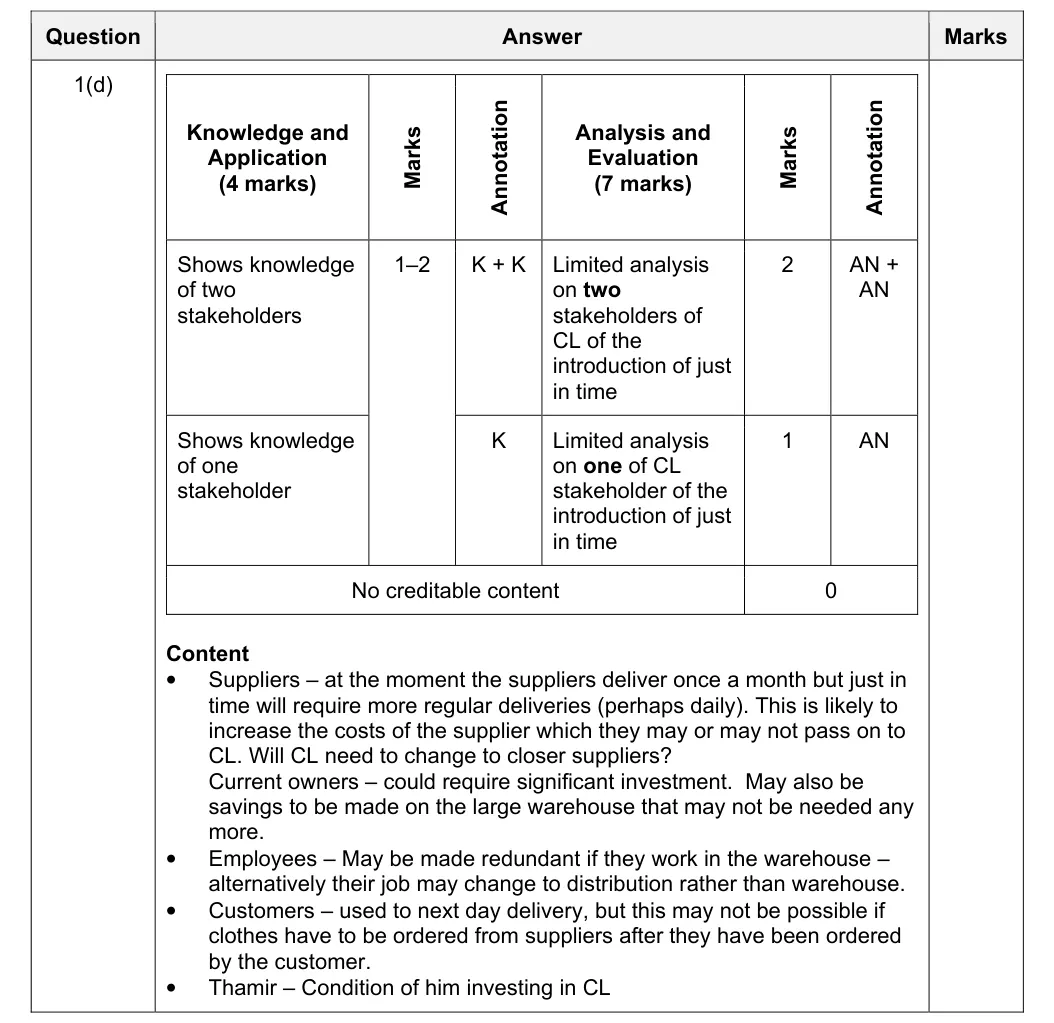 Question Answer Marks
1(d)
Knowledge and
Application
(4 marks)
Marks
Annotation
Analysis and
Evaluation
(7 marks)
Marks
Annotation
Shows knowledge
of two
stakeholders
1–2
K + K
Limited analysis
on two
stakeholders of
CL of the
introduction of just
in time
2
AN +
AN
Shows knowledge
of one
stakeholder
K
Limited analysis
on one of CL
stakeholder of the
introduction of just
in time
1
AN
No creditable content
0
Content
• Suppliers – at the moment the suppliers deliver once a month but just in
time will require more regular deliveries (perhaps daily). This is likely to
increase the costs of the supplier which they may or may not pass on to
CL. Will CL need to change to closer suppliers?
Current owners – could require significant investment. May also be
savings to be made on the large warehouse that may not be needed any
more.
• Employees – May be made redundant if they work in the warehouse –
alternatively their job may change to distribution rather than warehouse.
• Customers – used to next day delivery, but this may not be possible if
clothes have to be ordered from suppliers after they have been ordered
by the customer.
• Thamir – Condition of him investing in CL